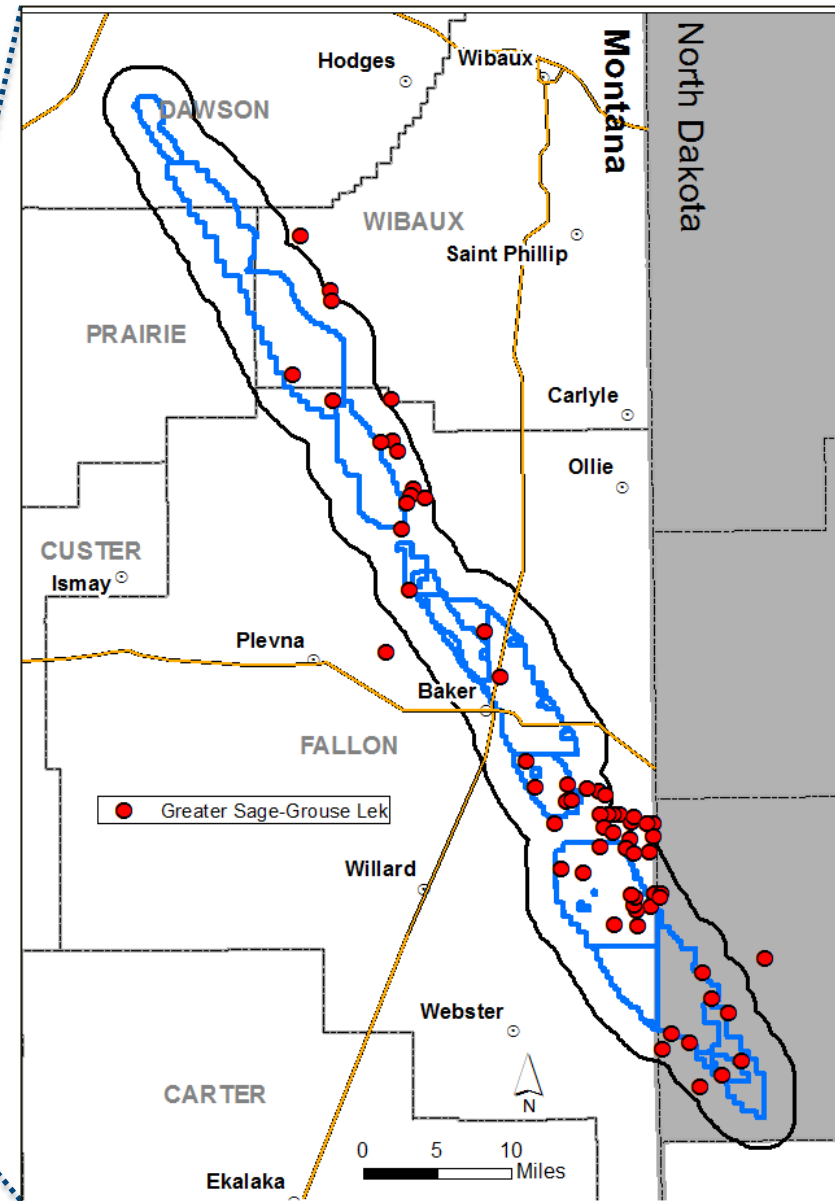 Hodges
Wibaux
Montana
North Dakota
DAWSON
WIBAUX
Saint Phillip
PRAIRIE
Carlyle
Ollie
CUSTER
Ismay
Plevna
Baker
FALLON
Greater Sage-Grouse Lek
Willard
Webster
CARTER
N
0 5 10
Miles
Ekalaka